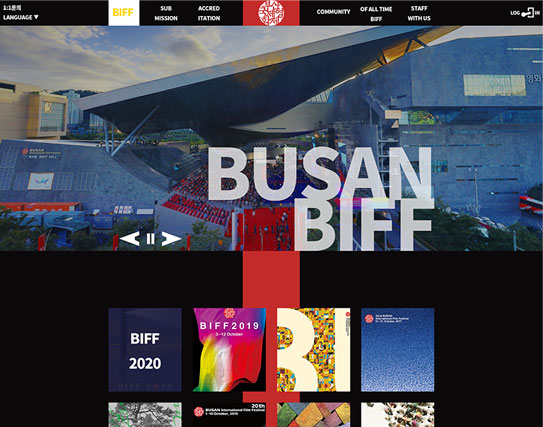 1:1문의
LANGUAGE ▼
BIFF
SUB
MISSION
ACCRED
ITATION
COMMUNITY
OF ALL TIME
BIFF
STAFF
WITH US
LOG
IN
BUSAN
BIFF
BIFF
2020
BIFF 2020
BIFF2019
3-12 October
BI
20th
BUSAN International Film Festival
1-10 October, 2015